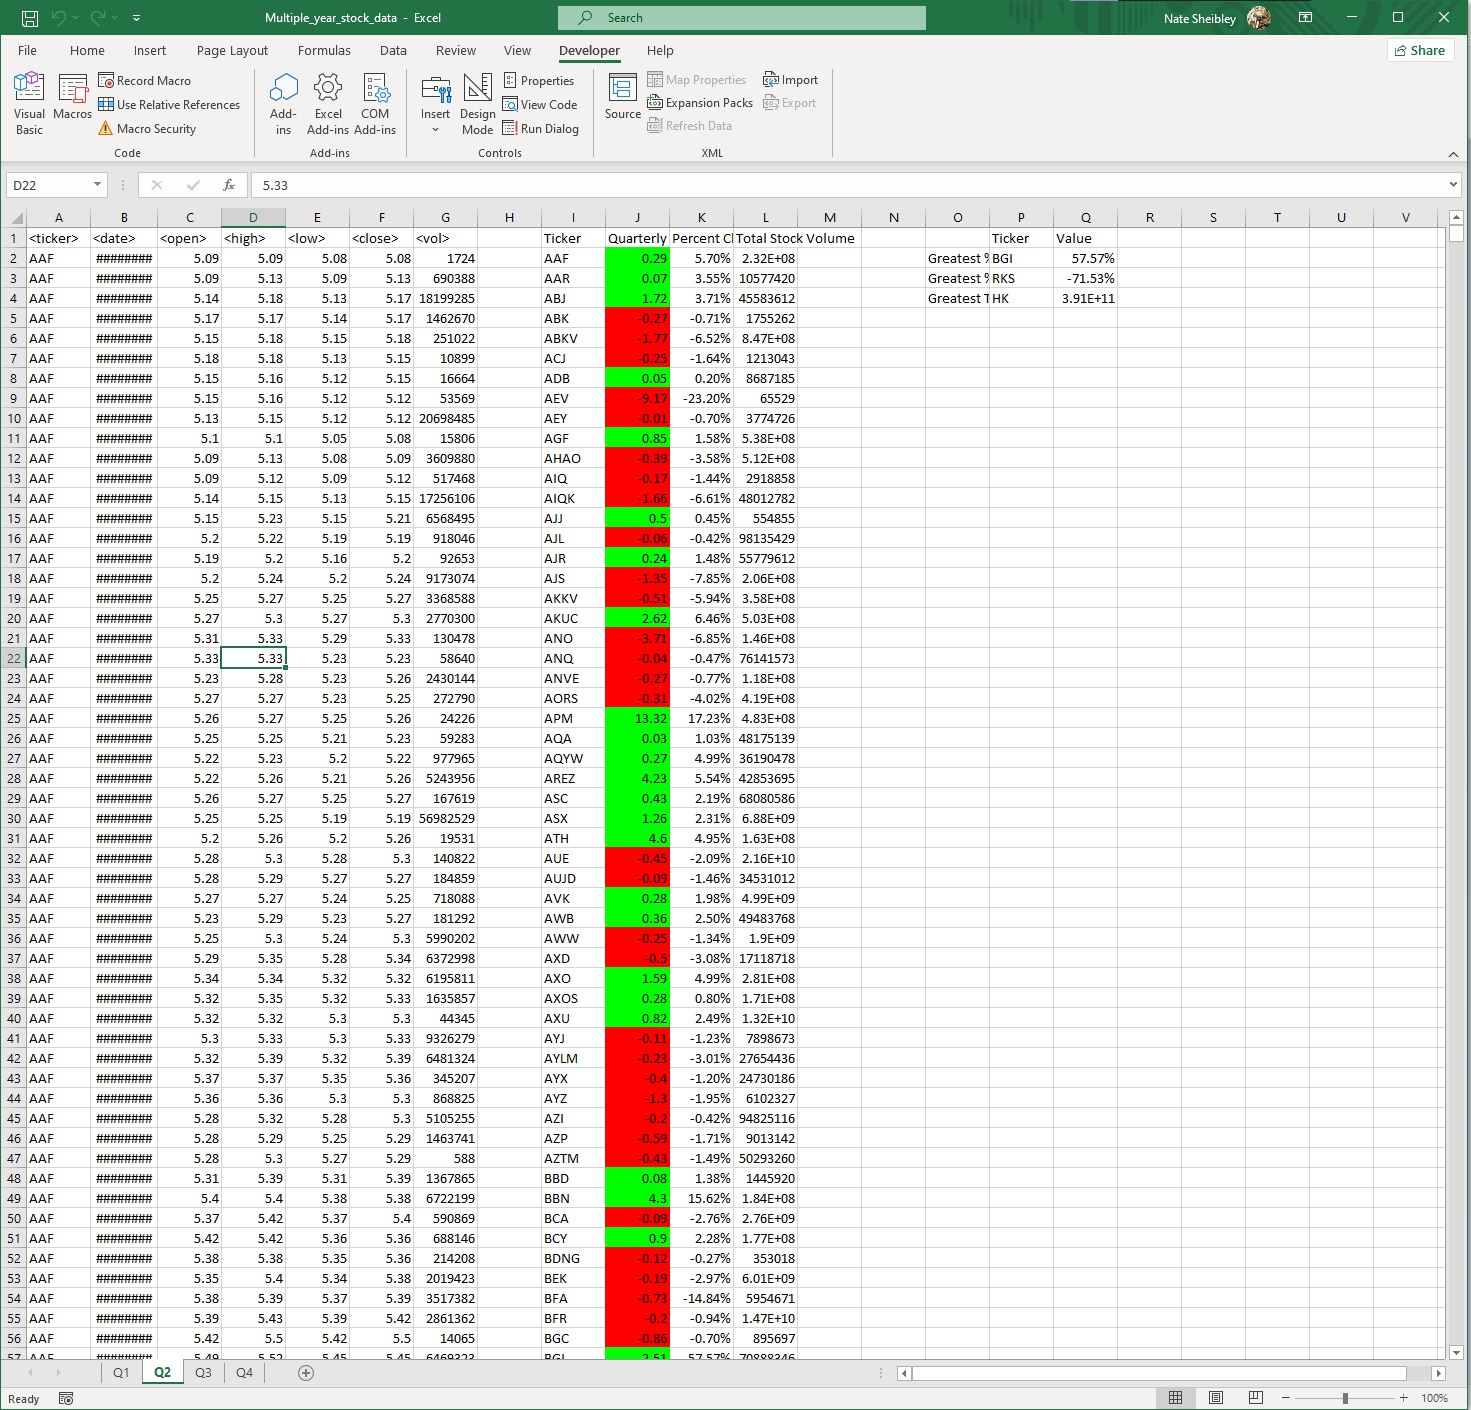 Multiple_year_stock_data - Excel Search Nate Sheibley
File Home Insert Page Layout Formulas Data Review View Developer Help Share
Visual Basic Macros Record Macro Use Relative References Macro Security Code
Add-ins Excel Add-ins COM Add-ins Add-ins
Insert Design Mode Properties View Code Run Dialog Controls
Source Map Properties Expansion Packs Refresh Data Import Export XML
D22 fx 5.33
A B C D E F G H I J K L M N O P Q R S T U V
1 <ticker> <date> <open> <high> <low> <close> <vol> Ticker Quarterly Percent Cl Total Stock Volume Ticker Value
2 AAF ######## 5.09 5.09 5.08 5.08 1724 AAF 0.29 5.70% 2.32E+08 Greatest % BGI 57.57%
3 AAF ######## 5.09 5.13 5.09 5.13 690388 AAR 0.07 3.55% 10577420 Greatest % RKS -71.53%
4 AAF ######## 5.14 5.18 5.13 5.17 18199285 ABJ 1.72 3.71% 45583612 Greatest T HK 3.91E+11
5 AAF ######## 5.17 5.17 5.14 5.17 1462670 ABK -0.27 -0.71% 1755262
6 AAF ######## 5.15 5.18 5.15 5.18 251022 ABKV -1.77 -6.52% 8.47E+08
7 AAF ######## 5.18 5.18 5.13 5.15 10899 ACJ -0.25 -1.64% 1213043
8 AAF ######## 5.15 5.16 5.12 5.15 16664 ADB 0.05 0.20% 8687185
9 AAF ######## 5.15 5.16 5.12 5.12 53569 AEV -9.17 -23.20% 65529
10 AAF ######## 5.13 5.15 5.12 5.12 20698485 AEY -0.01 -0.70% 3774726
11 AAF ######## 5.1 5.1 5.05 5.08 15806 AGF 0.85 1.58% 5.38E+08
12 AAF ######## 5.09 5.13 5.08 5.09 3609880 AHAO -0.39 -3.58% 5.12E+08
13 AAF ######## 5.09 5.12 5.09 5.12 517468 AIQ -0.17 -1.44% 2918858
14 AAF ######## 5.14 5.15 5.13 5.15 17256106 AIQK -1.66 -6.61% 48012782
15 AAF ######## 5.15 5.23 5.15 5.21 6568495 AJJ 0.5 0.45% 554855
16 AAF ######## 5.2 5.22 5.19 5.19 918046 AJL -0.06 -0.42% 98135429
17 AAF ######## 5.19 5.2 5.16 5.2 92653 AJR 0.24 1.48% 55779612
18 AAF ######## 5.2 5.24 5.2 5.24 9173074 AJS -1.35 -7.85% 2.06E+08
19 AAF ######## 5.25 5.27 5.25 5.27 3368588 AKKV -0.51 -5.94% 3.58E+08
20 AAF ######## 5.27 5.3 5.27 5.3 2770300 AKUC 2.62 6.46% 5.03E+08
21 AAF ######## 5.31 5.33 5.29 5.33 130478 ANO -3.71 -6.85% 1.46E+08
22 AAF ######## 5.33 5.33 5.23 5.23 58640 ANQ -0.04 -0.47% 76141573
23 AAF ######## 5.23 5.28 5.23 5.26 2430144 ANVE -0.27 -0.77% 1.18E+08
24 AAF ######## 5.27 5.27 5.23 5.25 272790 AORS -0.31 -4.02% 4.19E+08
25 AAF ######## 5.26 5.27 5.25 5.26 24226 APM 13.32 17.23% 4.83E+08
26 AAF ######## 5.25 5.25 5.21 5.23 59283 AQA 0.03 1.03% 48175139
27 AAF ######## 5.22 5.23 5.2 5.22 977965 AQYW 0.27 4.99% 36190478
28 AAF ######## 5.22 5.26 5.21 5.26 5243956 AREZ 4.23 5.54% 42853695
29 AAF ######## 5.26 5.27 5.25 5.27 167619 ASC 0.43 2.19% 68080586
30 AAF ######## 5.25 5.25 5.19 5.19 56982529 ASX 1.26 2.31% 6.88E+09
31 AAF ######## 5.2 5.26 5.2 5.26 19531 ATH 4.6 4.95% 1.63E+08
32 AAF ######## 5.28 5.3 5.28 5.3 140822 AUE -0.45 -2.09% 2.16E+10
33 AAF ######## 5.28 5.29 5.27 5.27 184859 AUJD -0.09 -1.46% 34531012
34 AAF ######## 5.27 5.27 5.24 5.25 718088 AVK 0.28 1.98% 4.99E+09
35 AAF ######## 5.23 5.29 5.23 5.27 181292 AWB 0.36 2.50% 49483768
36 AAF ######## 5.25 5.3 5.24 5.3 5990202 AWW -0.25 -1.34% 1.9E+09
37 AAF ######## 5.29 5.35 5.28 5.34 6372998 AXD -0.5 -3.08% 17118718
38 AAF ######## 5.34 5.34 5.32 5.32 6195811 AXO 1.59 4.99% 2.81E+08
39 AAF ######## 5.32 5.35 5.32 5.33 1635857 AXOS 0.28 0.80% 1.71E+08
40 AAF ######## 5.32 5.32 5.3 5.3 44345 AXU 0.82 2.49% 1.32E+10
41 AAF ######## 5.3 5.33 5.3 5.33 9326279 AYJ -0.11 -1.23% 7898673
42 AAF ######## 5.32 5.39 5.32 5.39 6481324 AYLM -0.23 -3.01% 27654436
43 AAF ######## 5.37 5.37 5.35 5.36 345207 AYX -0.4 -1.20% 24730186
44 AAF ######## 5.36 5.36 5.3 5.3 868825 AYZ -1.3 -1.95% 6102327
45 AAF ######## 5.28 5.32 5.28 5.3 5105255 AZI -0.2 -0.42% 94825116
46 AAF ######## 5.28 5.29 5.25 5.29 1463741 AZP -0.59 -1.71% 9013142
47 AAF ######## 5.28 5.3 5.27 5.29 588 AZTM -0.43 -1.49% 50293260
48 AAF ######## 5.31 5.39 5.31 5.39 1367865 BBD 0.08 1.38% 1445920
49 AAF ######## 5.4 5.4 5.38 5.38 6722199 BBN 4.3 15.62% 1.84E+08
50 AAF ######## 5.37 5.42 5.37 5.4 590869 BCA -0.09 -2.76% 2.76E+09
51 AAF ######## 5.42 5.42 5.36 5.36 688146 BCY 0.9 2.28% 1.77E+08
52 AAF ######## 5.38 5.38 5.35 5.36 214208 BDNG -0.12 -0.27% 353018
53 AAF ######## 5.35 5.4 5.34 5.38 2019423 BEK -0.19 -2.97% 6.01E+09
54 AAF ######## 5.38 5.39 5.37 5.39 3517382 BFA -0.73 -14.84% 5954671
55 AAF ######## 5.39 5.43 5.39 5.42 2861362 BFR -0.2 -0.94% 1.47E+10
56 AAF ######## 5.42 5.5 5.42 5.5 14065 BGC -0.86 -0.70% 895697
57 AAF ######## 5.49 5.52 5.45 5.45 6469323 BGI 2.51 57.57% 70888346
Q1 Q2 Q3 Q4
Ready 100%